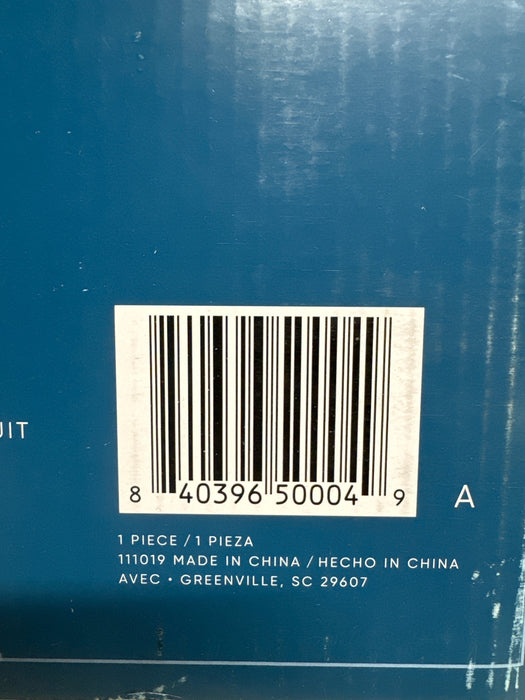 8 40396 50004 9
A
1 PIECE / 1 PIEZA
111019 MADE IN CHINA / HECHO IN CHINA
AVEC • GREENVILLE, SC 29607